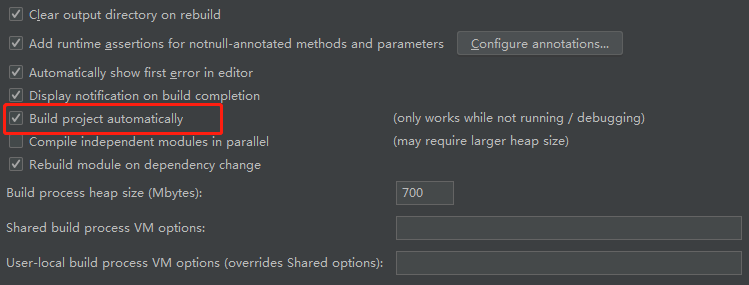 Clear output directory on rebuild
Add runtime assertions for notnull-annotated methods and parameters Configure annotations...
Automatically show first error in editor
Display notification on build completion
Build project automatically (only works while not running / debugging)
Compile independent modules in parallel (may require larger heap size)
Rebuild module on dependency change
Build process heap size (Mbytes): 700
Shared build process VM options:
User-local build process VM options (overrides Shared options):